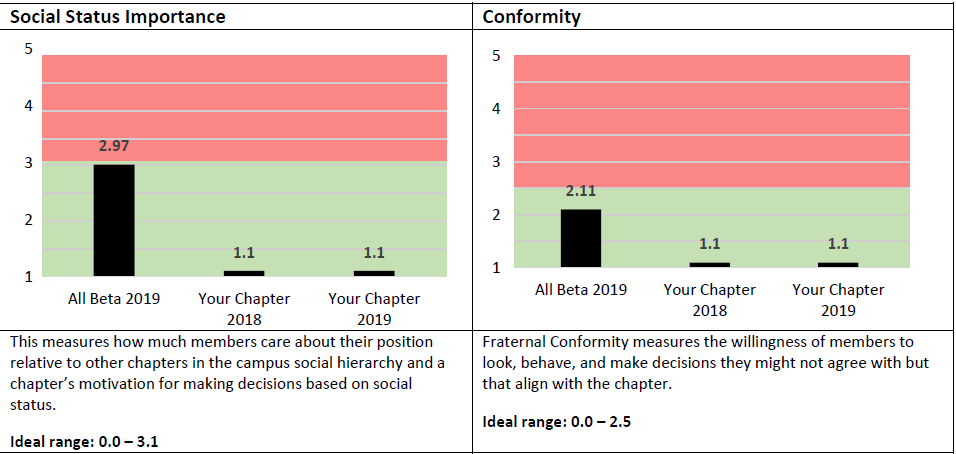 Social Status Importance
5
4
3
2
1
2.97
1.1
1.1
All Beta 2019
Your Chapter
2018
Your Chapter
2019
This measures how much members care about their position
relative to other chapters in the campus social hierarchy and a
chapter’s motivation for making decisions based on social
status.
Ideal range: 0.0 – 3.1
Conformity
5
4
3
2
1
2.11
1.1
1.1
All Beta 2019
Your Chapter
2018
Your Chapter
2019
Fraternal Conformity measures the willingness of members to
look, behave, and make decisions they might not agree with but
that align with the chapter.
Ideal range: 0.0 – 2.5